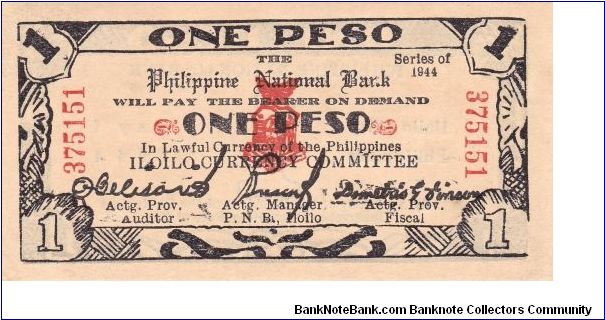 1 ONE PESO 1
THE
Series of
1944
Philippine National Bank
WILL PAY THE BEARER ON DEMAND
375151 ONE PESO 375151
In Lawful Currency of the Philippines
ILOILO CURRENCY COMMITTEE
Actg. Prov. Actg. Manager Actg. Prov.
Auditor P. N. B., Iloilo Fiscal
1 1
BankNoteBank.com Banknote Collectors Community